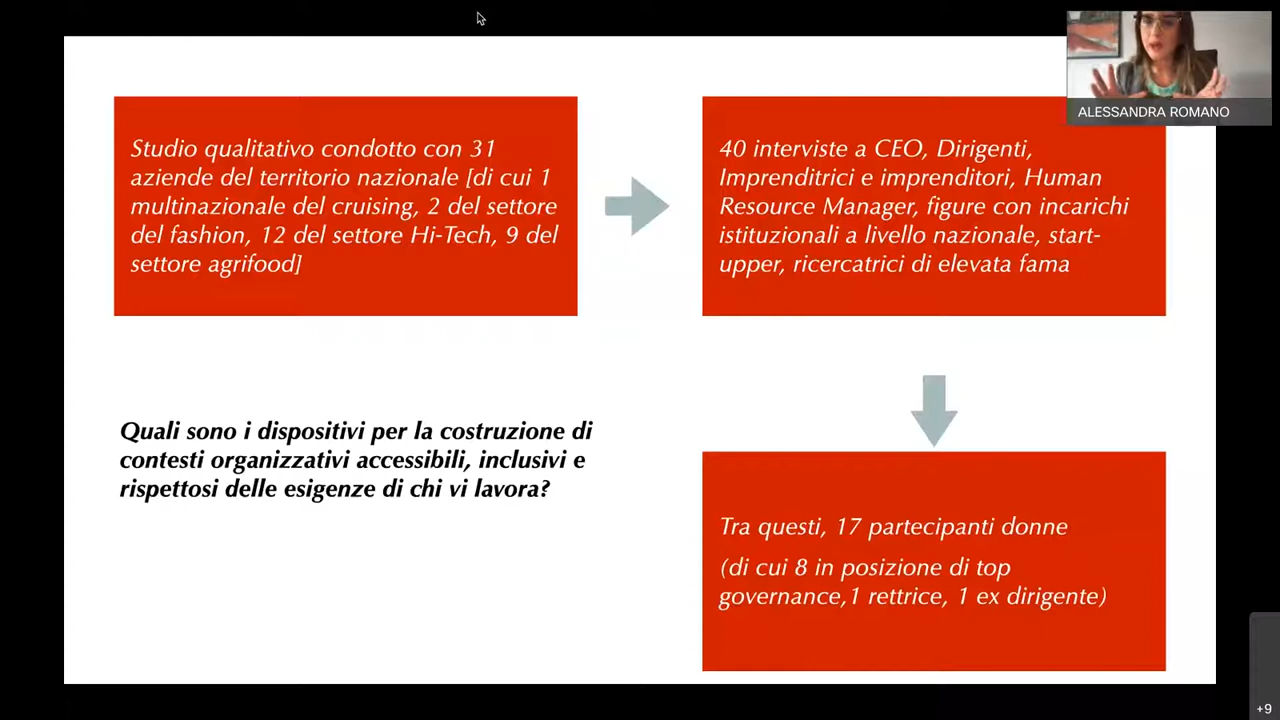 Studio qualitativo condotto con 31
aziende del territorio nazionale [di cui 1
multinazionale del cruising, 2 del settore
del fashion, 12 del settore Hi-Tech, 9 del
settore agrifood]
40 interviste a CEO, Dirigenti,
Imprenditrici e imprenditori, Human
Resource Manager, figure con incarichi
istituzionali a livello nazionale, start-
upper, ricercatrici di elevata fama
ALESSANDRA ROMANO
Quali sono i dispositivi per la costruzione di
contesti organizzativi accessibili, inclusivi e
rispettosi delle esigenze di chi vi lavora?
Tra questi, 17 partecipanti donne
(di cui 8 in posizione di top
governance,1 rettrice, 1 ex dirigente)
+9